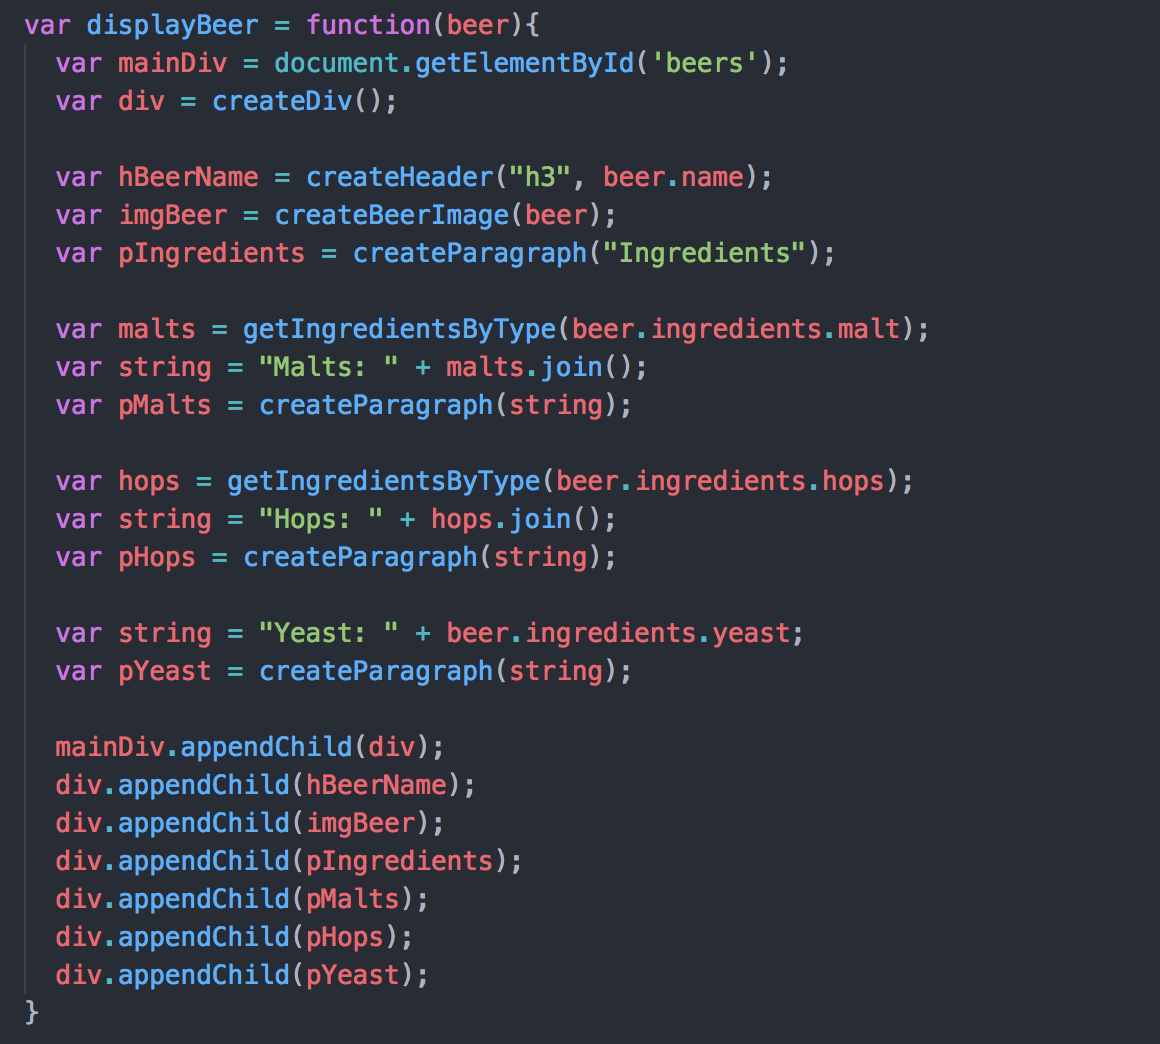 var displayBeer = function(beer){
  var mainDiv = document.getElementById('beers');
  var div = createDiv();

  var hBeerName = createHeader("h3", beer.name);
  var imgBeer = createBeerImage(beer);
  var pIngredients = createParagraph("Ingredients");

  var malts = getIngredientsByType(beer.ingredients.malt);
  var string = "Malts: " + malts.join();
  var pMalts = createParagraph(string);

  var hops = getIngredientsByType(beer.ingredients.hops);
  var string = "Hops: " + hops.join();
  var pHops = createParagraph(string);

  var string = "Yeast: " + beer.ingredients.yeast;
  var pYeast = createParagraph(string);

  mainDiv.appendChild(div);
  div.appendChild(hBeerName);
  div.appendChild(imgBeer);
  div.appendChild(pIngredients);
  div.appendChild(pMalts);
  div.appendChild(pHops);
  div.appendChild(pYeast);
}